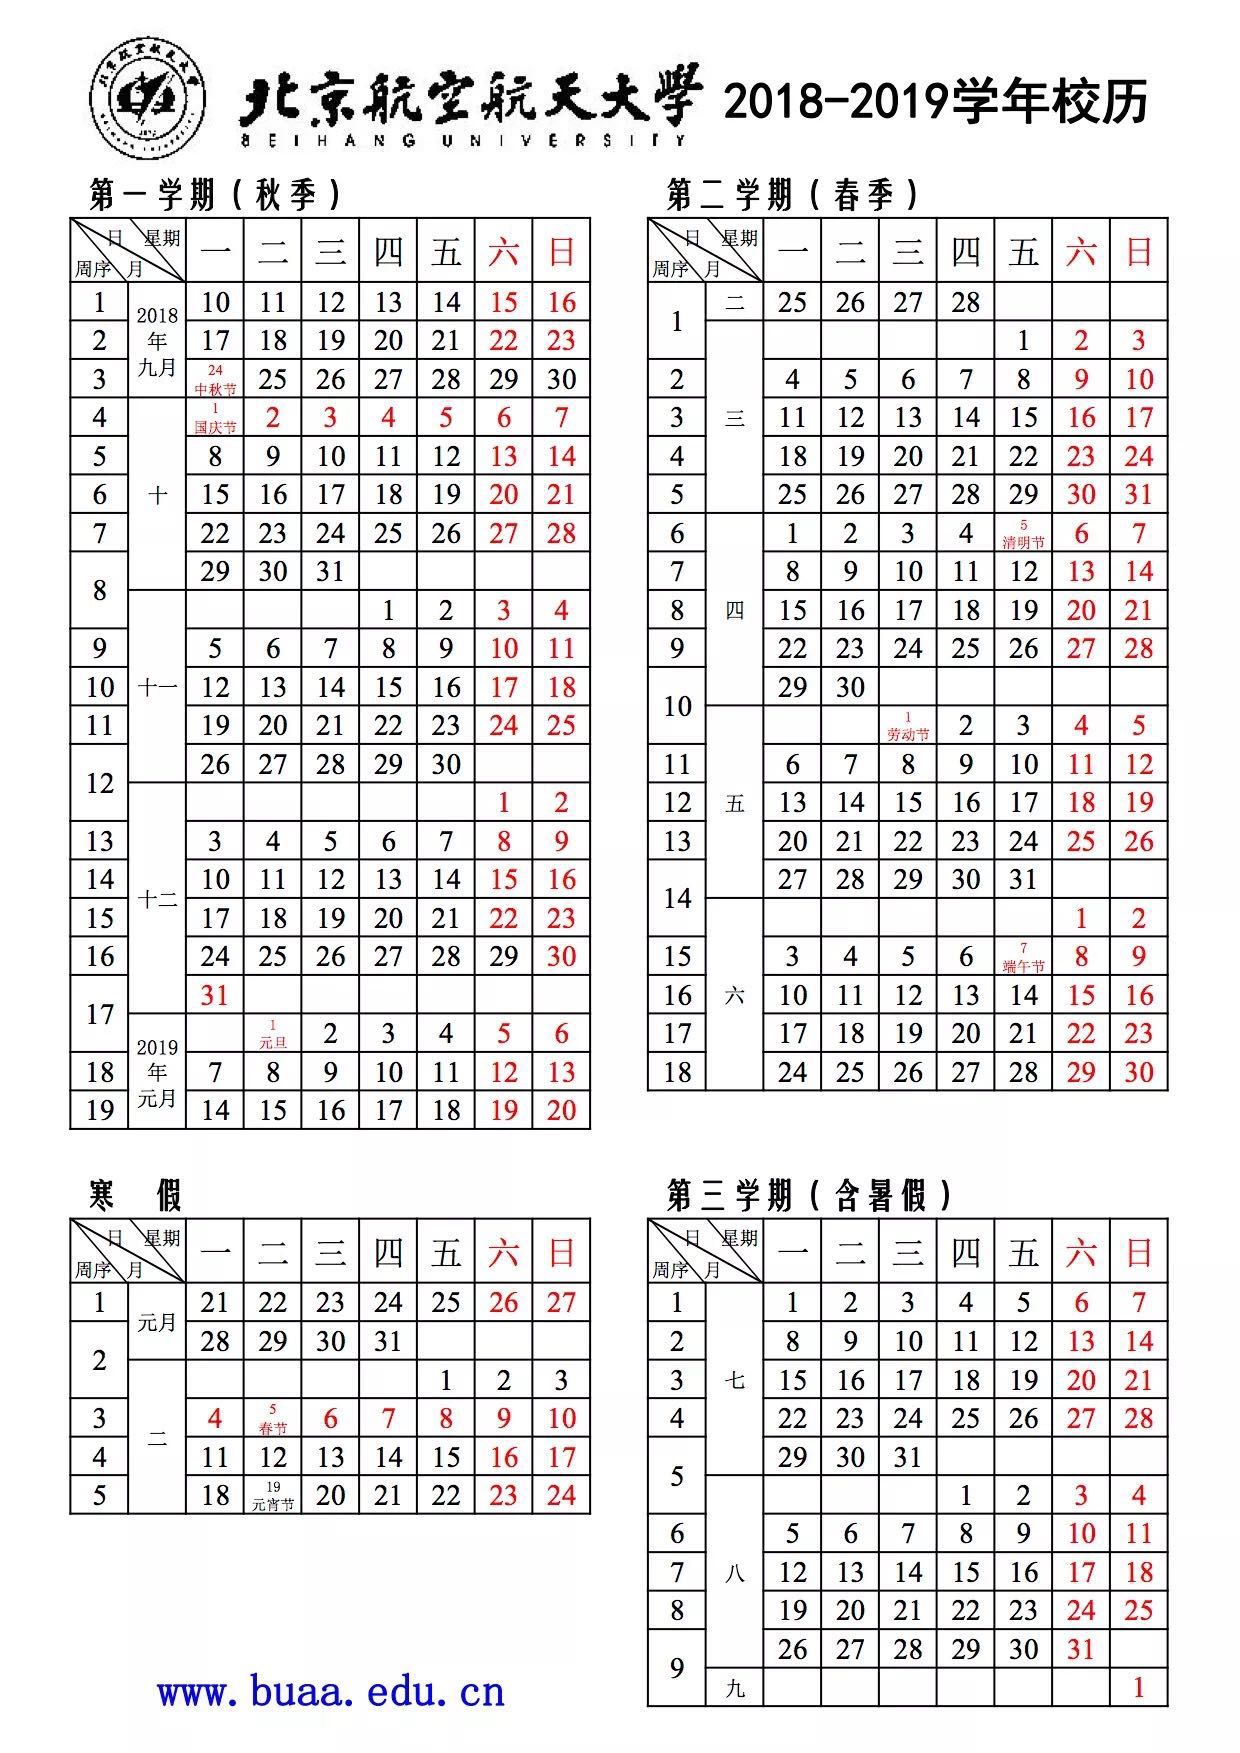 北京航空航天大學 2018-2019学年校历
BEIHANG UNIVERSITY
第一学期（秋季）
日 星期 一 二 三 四 五 六 日
周序 月
1 2018年九月 10 11 12 13 14 15 16
2 17 18 19 20 21 22 23
3 24中秋节 25 26 27 28 29 30
4 十 1国庆节 2 3 4 5 6 7
5 8 9 10 11 12 13 14
6 15 16 17 18 19 20 21
7 22 23 24 25 26 27 28
8 29 30 31
十一 1 2 3 4
9 5 6 7 8 9 10 11
10 12 13 14 15 16 17 18
11 19 20 21 22 23 24 25
12 26 27 28 29 30
十二 1 2
13 3 4 5 6 7 8 9
14 10 11 12 13 14 15 16
15 17 18 19 20 21 22 23
16 24 25 26 27 28 29 30
17 31
2019年元月 1元旦 2 3 4 5 6
18 7 8 9 10 11 12 13
19 14 15 16 17 18 19 20
第二学期（春季）
日 星期 一 二 三 四 五 六 日
周序 月
1 二 25 26 27 28
三 1 2 3
2 4 5 6 7 8 9 10
3 11 12 13 14 15 16 17
4 18 19 20 21 22 23 24
5 25 26 27 28 29 30 31
6 四 1 2 3 4 5清明节 6 7
7 8 9 10 11 12 13 14
8 15 16 17 18 19 20 21
9 22 23 24 25 26 27 28
10 29 30
五 1劳动节 2 3 4 5
11 6 7 8 9 10 11 12
12 13 14 15 16 17 18 19
13 20 21 22 23 24 25 26
14 27 28 29 30 31
六 1 2
15 3 4 5 6 7端午节 8 9
16 10 11 12 13 14 15 16
17 17 18 19 20 21 22 23
18 24 25 26 27 28 29 30
寒 假
日 星期 一 二 三 四 五 六 日
周序 月
1 元月 21 22 23 24 25 26 27
2 28 29 30 31
二 1 2 3
3 4 5春节 6 7 8 9 10
4 11 12 13 14 15 16 17
5 18 19元宵节 20 21 22 23 24
第三学期（含暑假）
日 星期 一 二 三 四 五 六 日
周序 月
1 七 1 2 3 4 5 6 7
2 8 9 10 11 12 13 14
3 15 16 17 18 19 20 21
4 22 23 24 25 26 27 28
5 29 30 31
八 1 2 3 4
6 5 6 7 8 9 10 11
7 12 13 14 15 16 17 18
8 19 20 21 22 23 24 25
9 26 27 28 29 30 31
九 1
www.buaa.edu.cn